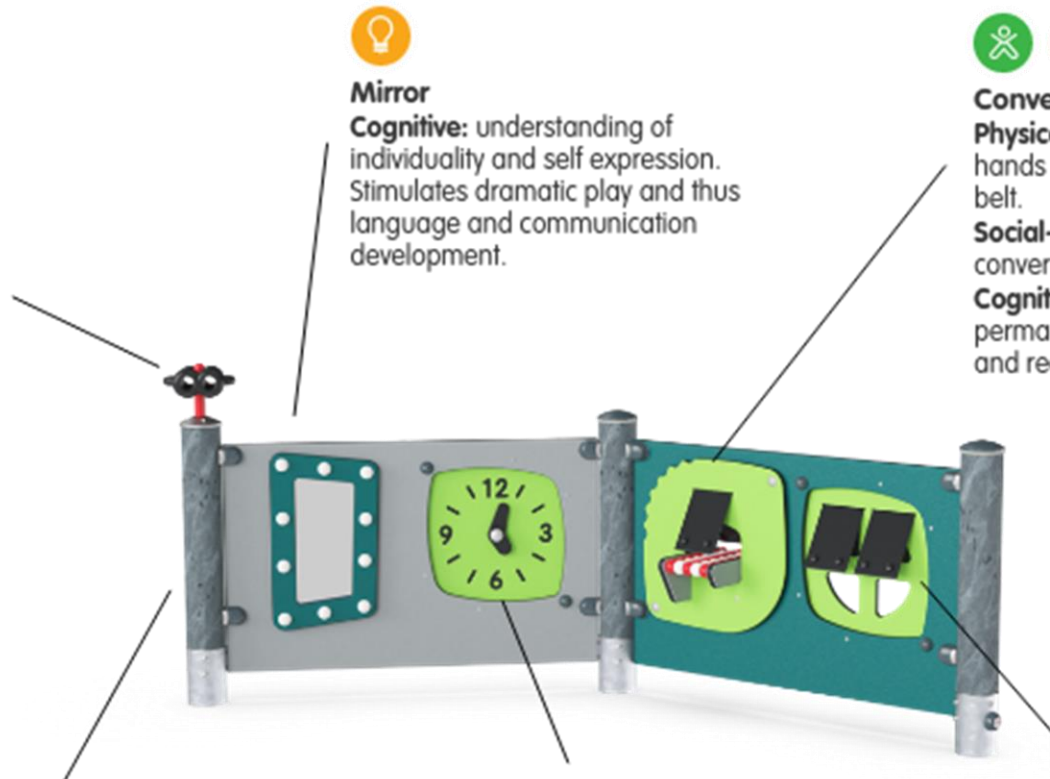 Mirror
Cognitive: understanding of
individuality and self expression.
Stimulates dramatic play and thus
language and communication
development.
Conve
Physic
hands
belt.
Social-
conver
Cognit
perma
and re
12
9
3
6